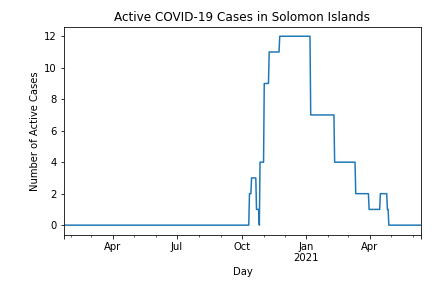 Active COVID-19 Cases in Solomon Islands
12
10
8
6
4
2
0
Number of Active Cases
Apr
Jul
Oct
Jan
2021
Apr
Day